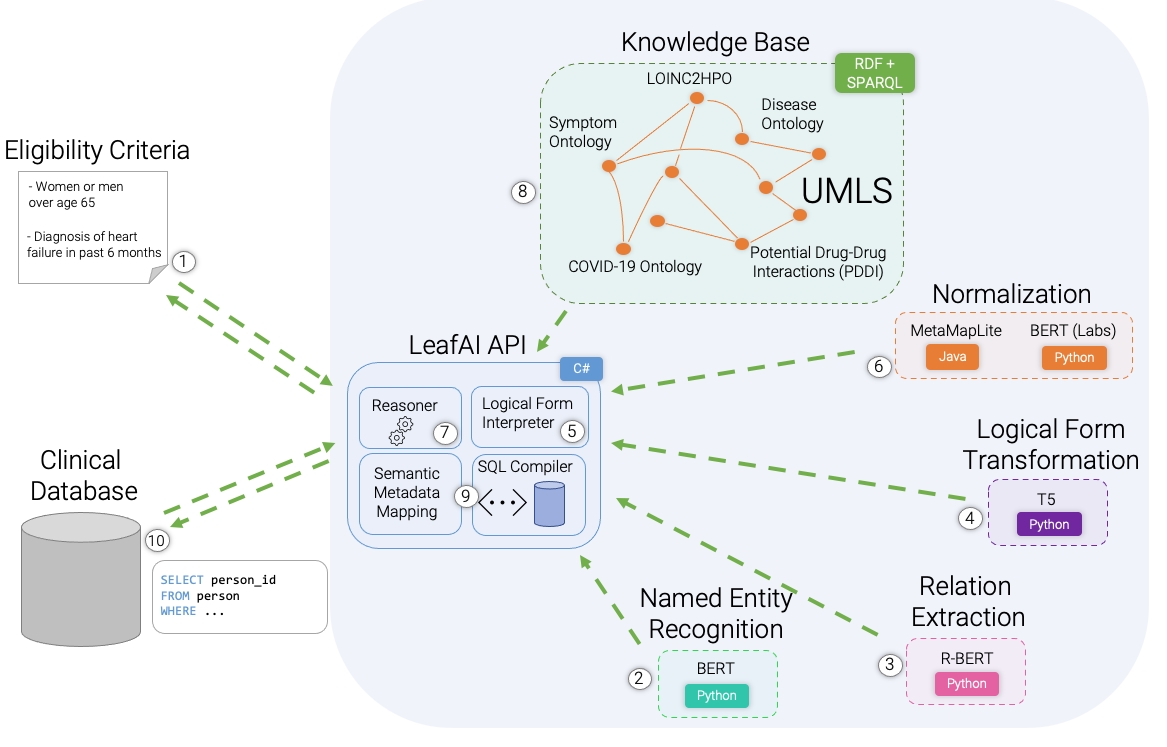 Knowledge Base
RDF +
SPARQL
LOINC2HPO
Disease
Ontology
Symptom
Ontology
UMLS
8
COVID-19 Ontology
Potential Drug-Drug
Interactions (PDDI)
Eligibility Criteria
- Women or men
over age 65
- Diagnosis of heart
failure in past 6 months
1
Normalization
MetaMapLite
Java
BERT (Labs)
Python
6
LeafAI API
C#
Reasoner
7
Logical Form
Interpreter
5
Semantic
Metadata
Mapping
9
SQL Compiler
Logical Form
Transformation
T5
Python
4
Clinical
Database
10
SELECT person_id
FROM person
WHERE ...
Named Entity
Recognition
BERT
Python
2
Relation
Extraction
R-BERT
Python
3